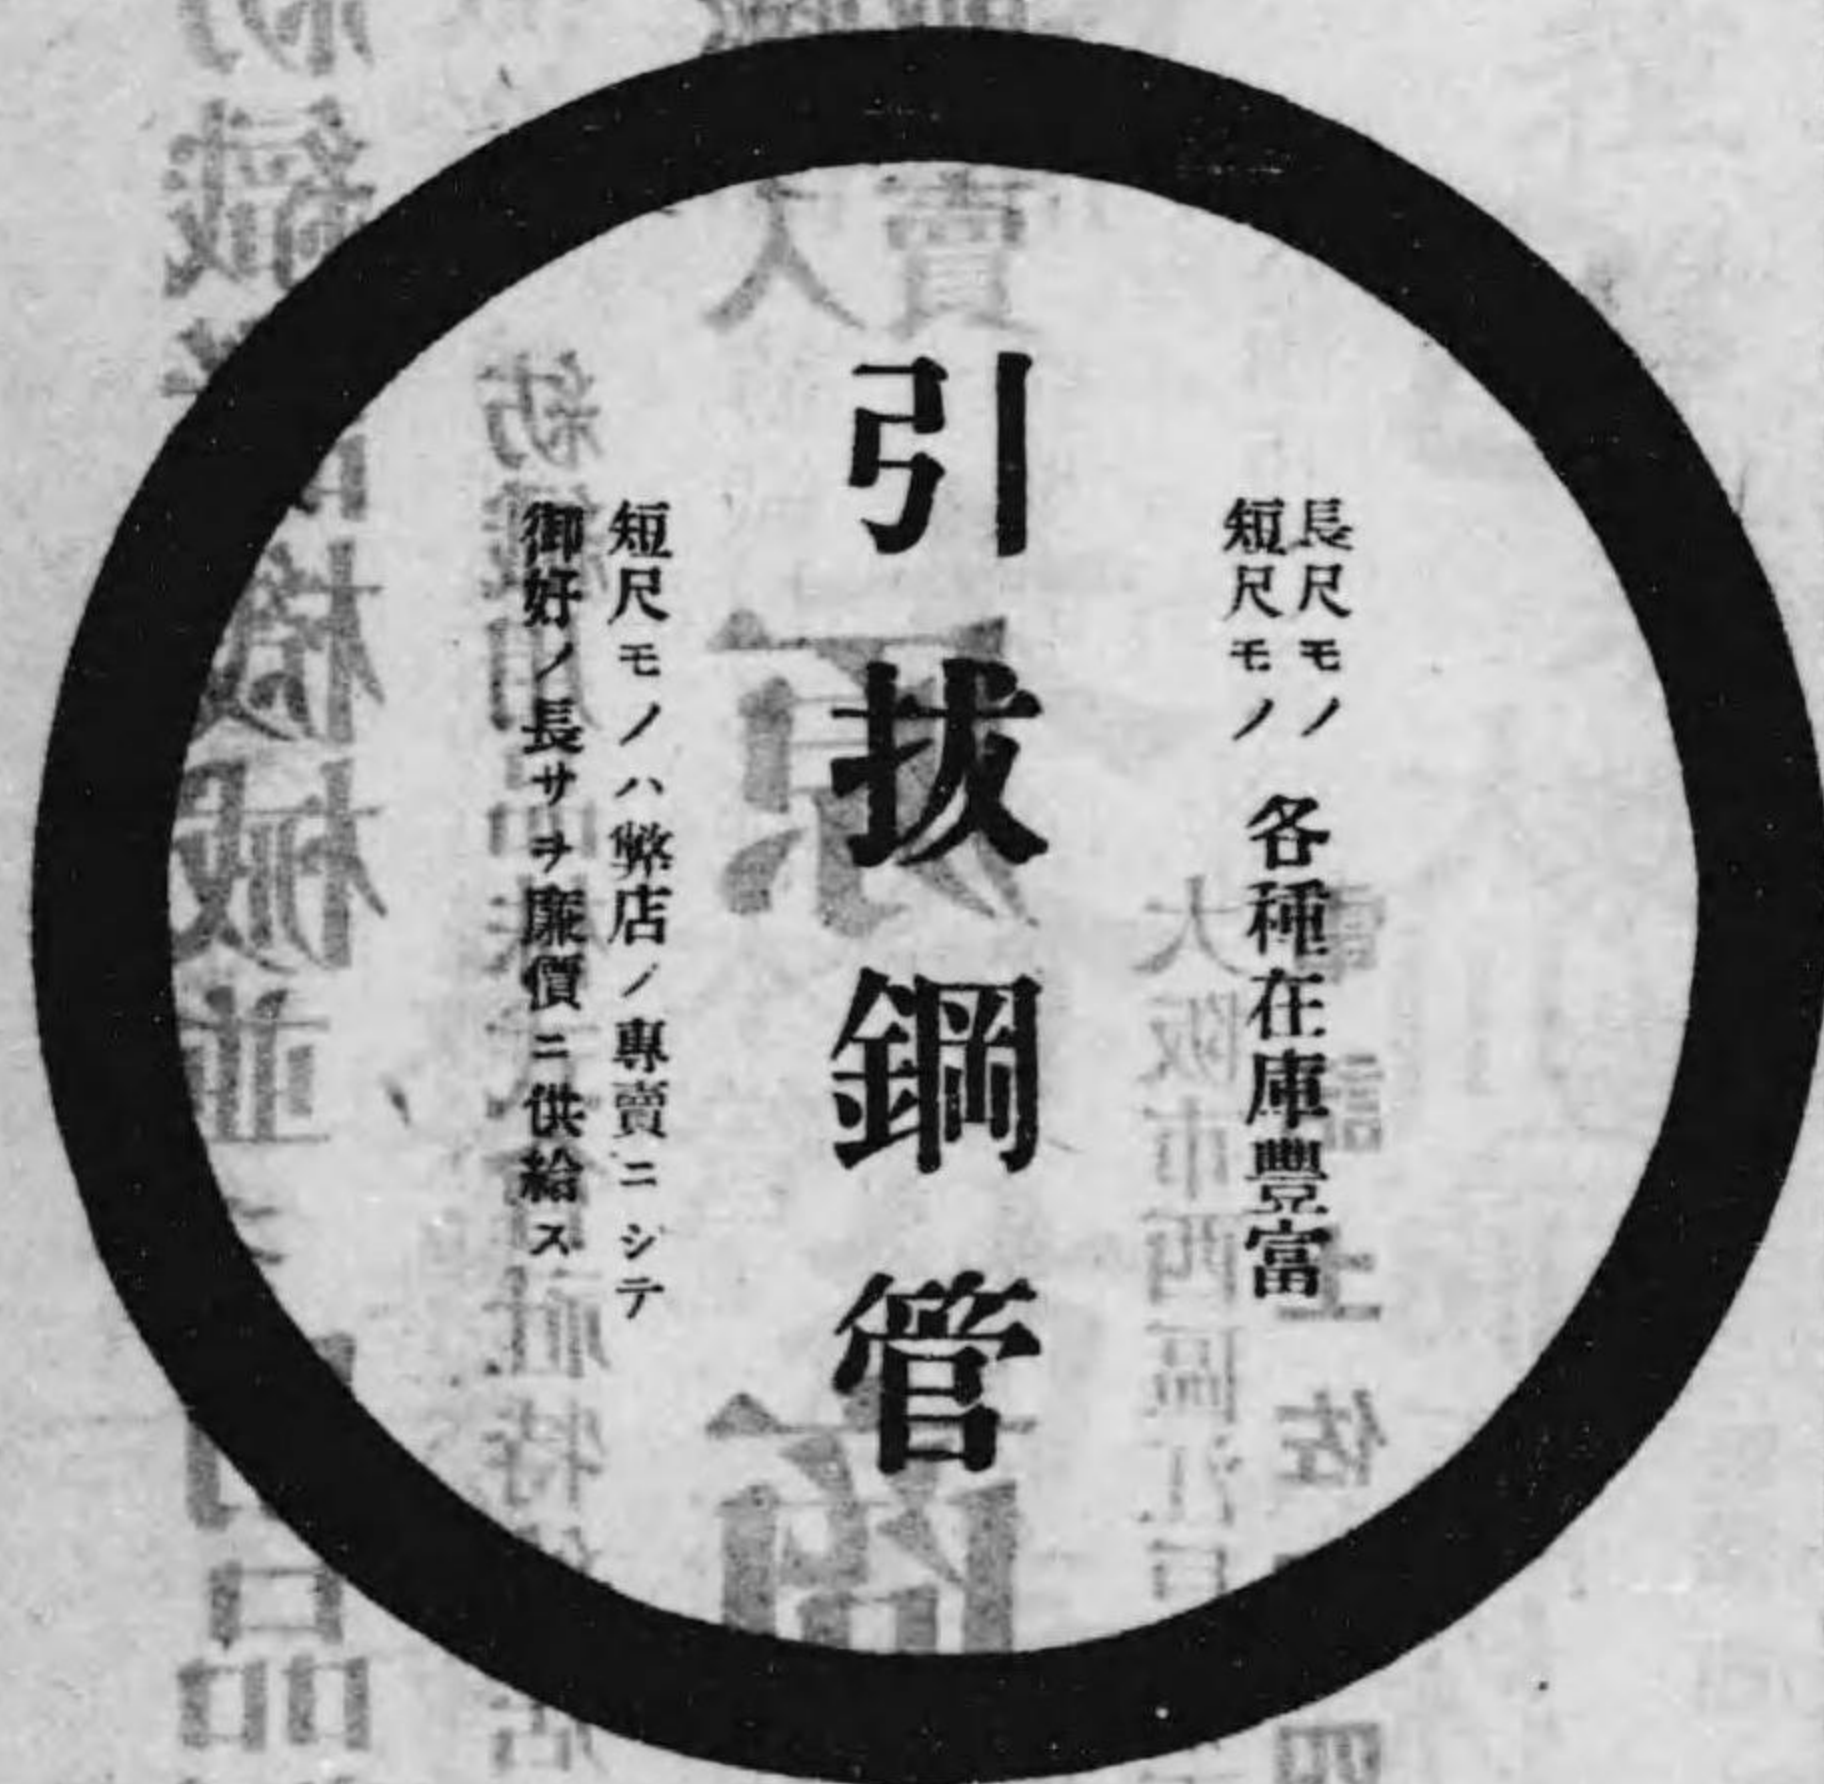 長尺モノ
短尺モノ
各種在庫豐富
引拔鋼管
短尺モノハ弊店ノ專賣ニシテ
御好ノ長サヲ廉價ニ供給ス